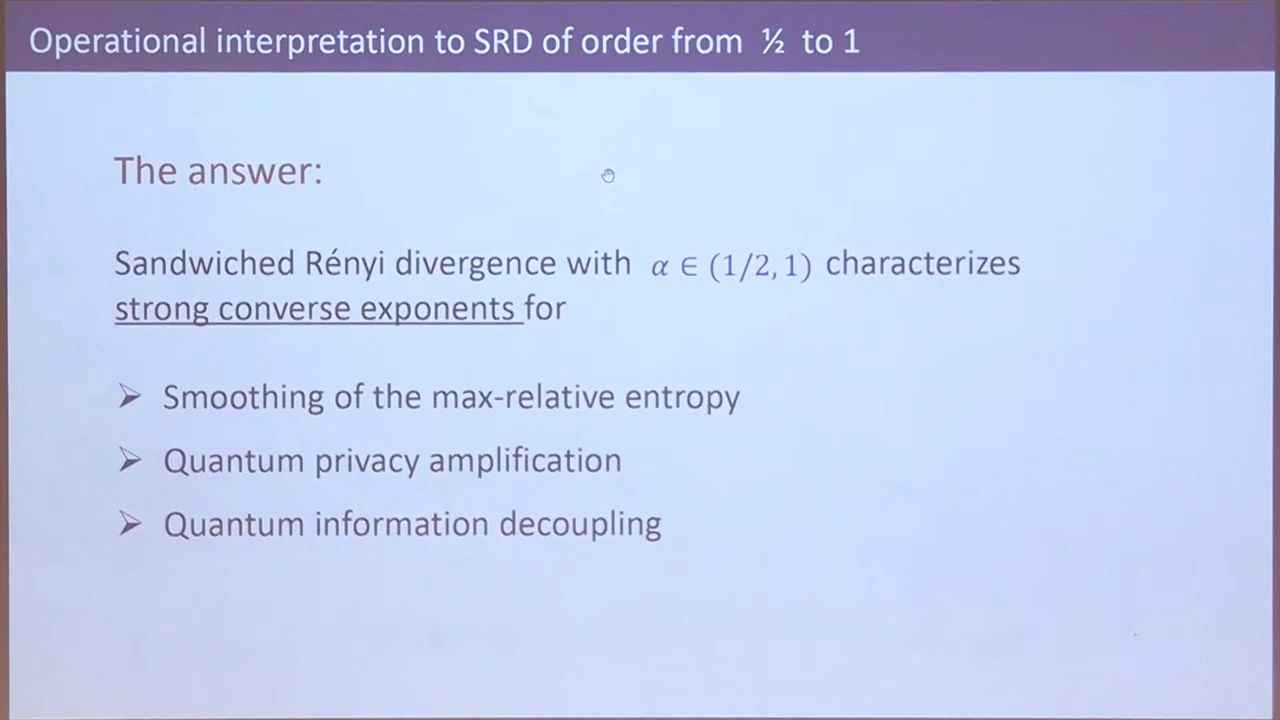 Operational interpretation to SRD of order from ½ to 1
The answer:
Sandwiched Rényi divergence with α ∈ (1/2, 1) characterizes
strong converse exponents for
➢ Smoothing of the max-relative entropy
➢ Quantum privacy amplification
➢ Quantum information decoupling